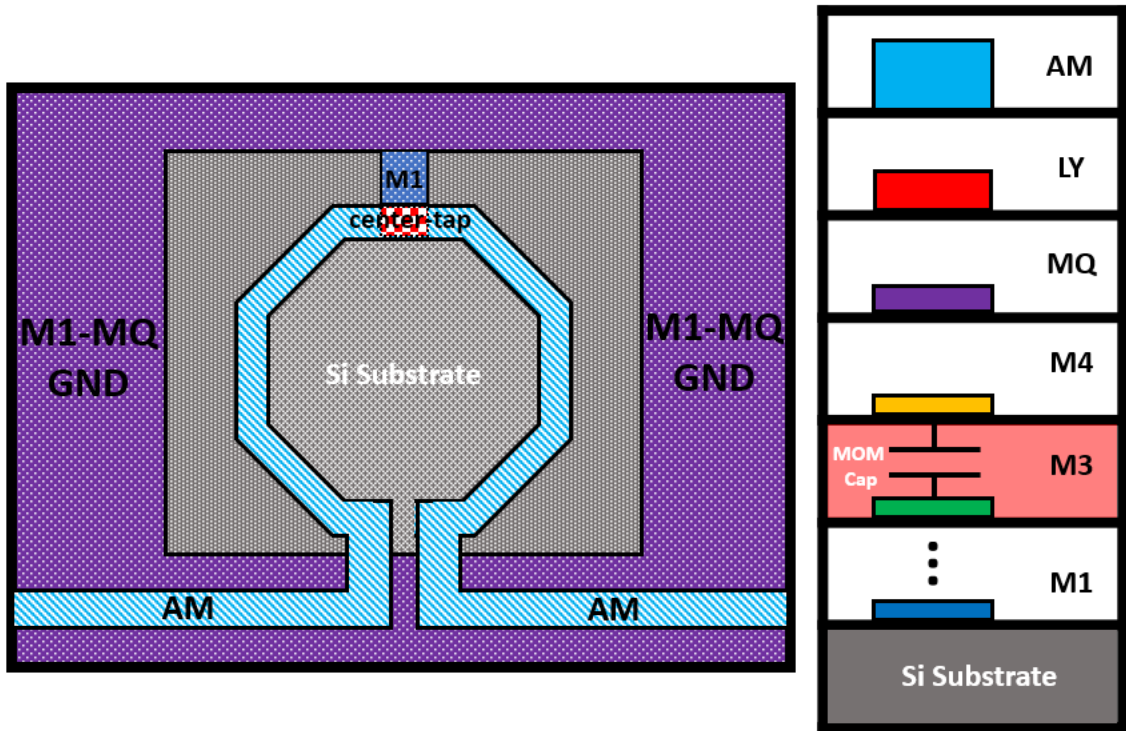 M1
center-tap
M1-MQ
GND
M1-MQ
GND
Si Substrate
AM
AM
AM
LY
MQ
M4
MOM
Cap
M3
M1
Si Substrate